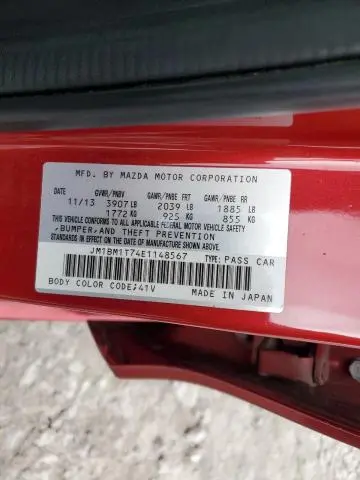 MFD. BY MAZDA MOTOR CORPORATION
GVWR/PNBV GAWR/PNBE FRT GAWR/PNBE RR
11/13 3907 LB 2039 LB 1885 LB
1772 KG 925 KG 855 KG
THIS VEHICLE CONFORMS TO ALL APPLICABLE FEDERAL MOTOR VEHICLE SAFETY
,BUMPER,AND THEFT PREVENTION
STANDARDS IN EFFECT ON THE DATE OF MANUFACTURE SHOWN ABOVE.
JM1BM1T74E1148567 TYPE: PASS CAR
BODY COLOR CODE:41V MADE IN JAPAN